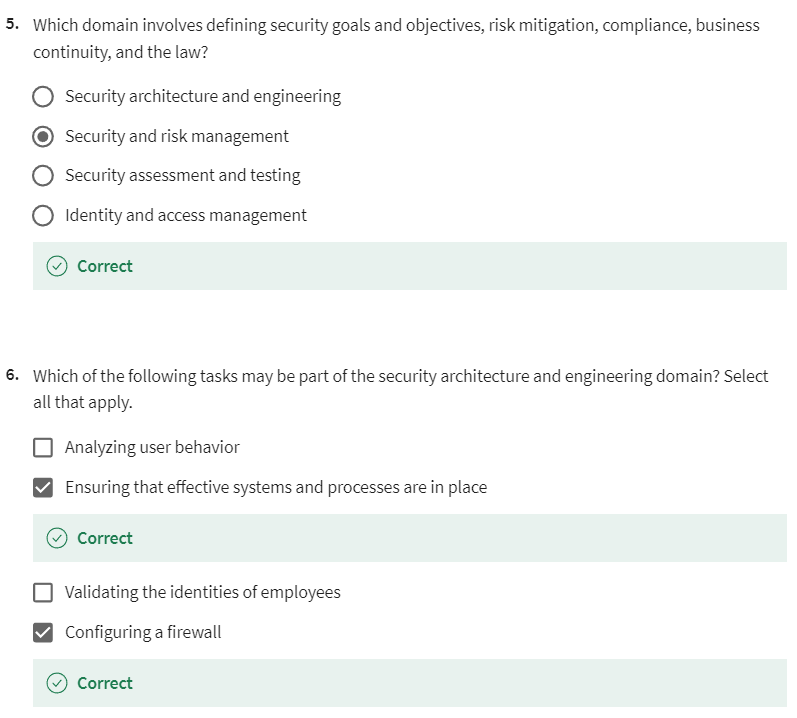 5. Which domain involves defining security goals and objectives, risk mitigation, compliance, business
continuity, and the law?
Security architecture and engineering
Security and risk management
Security assessment and testing
Identity and access management
Correct
6. Which of the following tasks may be part of the security architecture and engineering domain? Select
all that apply.
Analyzing user behavior
Ensuring that effective systems and processes are in place
Correct
Validating the identities of employees
Configuring a firewall
Correct